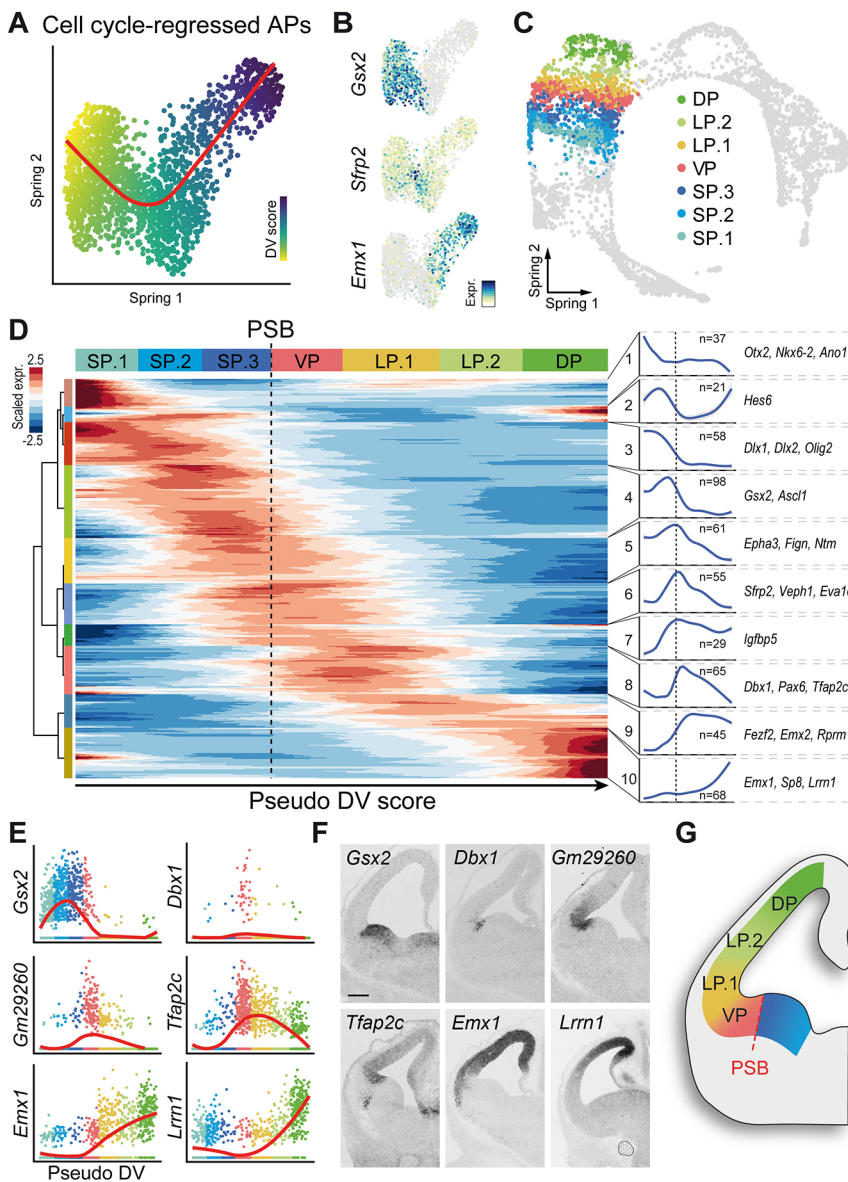 A Cell cycle-regressed APs
Spring 2
Spring 1
DV score
B
Gsx2
Sfrp2
Emx1
Expr.
C
DP
LP.2
LP.1
VP
SP.3
SP.2
SP.1
Spring 2
Spring 1
D
PSB
SP.1 SP.2 SP.3 VP LP.1 LP.2 DP
Scaled expr.
2.5
-2.5
Pseudo DV score
1 n=37 Otx2, Nkx6-2, Ano1
2 n=21 Hes6
3 n=58 Dlx1, Dlx2, Olig2
4 n=98 Gsx2, Ascl1
5 n=61 Epha3, Fign, Ntm
6 n=55 Sfrp2, Veph1,
7 n=29 Igfbp5
8 n=65 Dbx1, Pax6, Tfap2c
9 n=45 Fezf2, Emx2, Rprm
10 n=68 Emx1, Sp8, Lrrn1
E
Gsx2
Dbx1
Gm29260
Tfap2c
Emx1
Lrrn1
Pseudo DV
F
Gsx2
Dbx1
Gm29260
Tfap2c
Emx1
Lrrn1
G
DP
LP.2
LP.1
VP
PSB